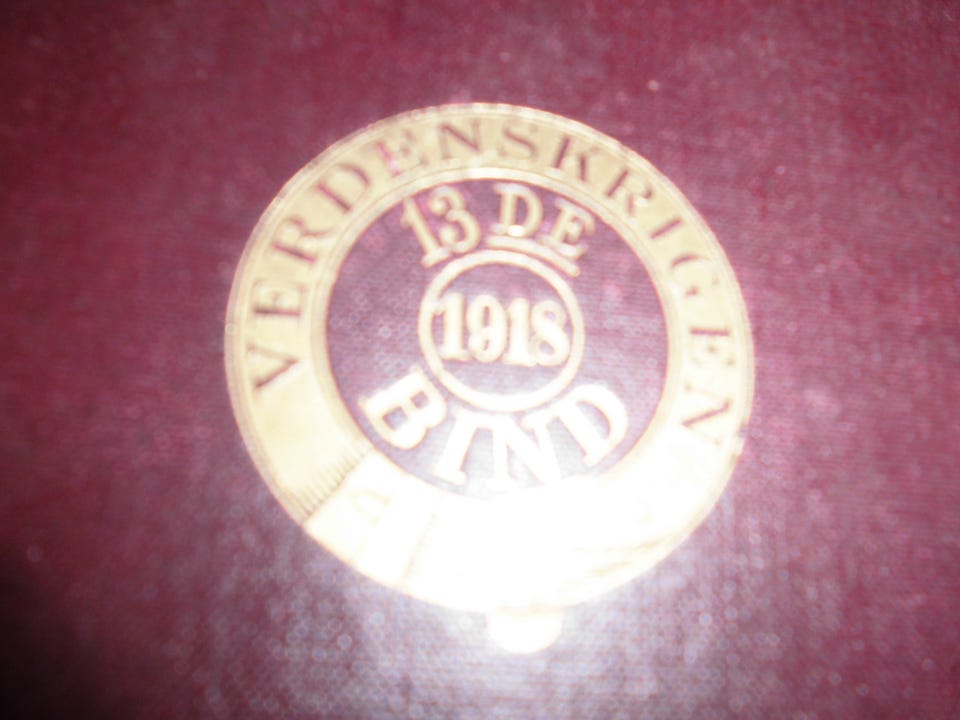 VERDENSKRIGEN
13 DE
1918
BIND